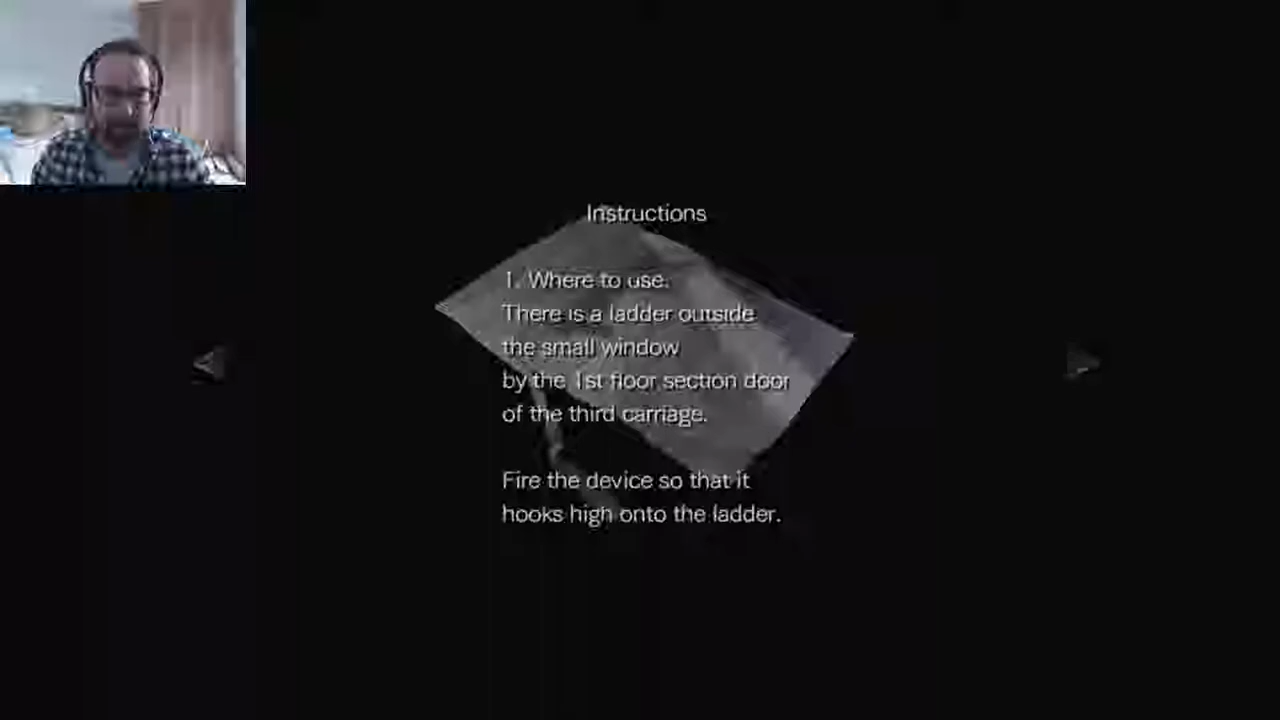 Instructions
1. Where to use.
There is a ladder outside
the small window
by the 1st floor section door
of the third carriage.
Fire the device so that it
hooks high onto the ladder.